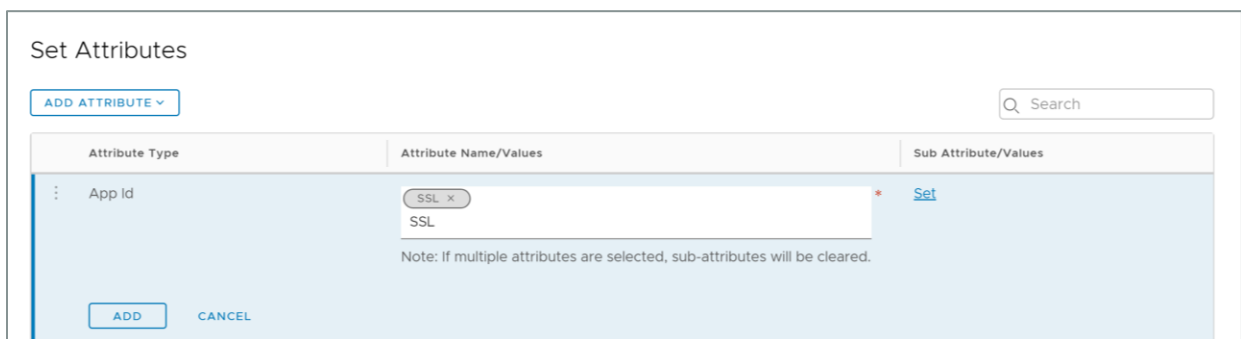 Set Attributes
ADD ATTRIBUTE
Search
Attribute Type Attribute Name/Values Sub Attribute/Values
App Id SSL × * Set
SSL
Note: If multiple attributes are selected, sub-attributes will be cleared.
ADD CANCEL